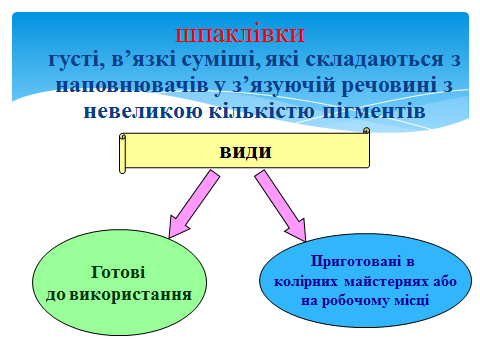 шпаклівки
густі, в’язкі суміші, які складаються з
наповнювачів у з’язуючій речовині з
невеликою кількістю пігментів
види
Готові
до використання
Приготовані в
колірних майстернях або
на робочому місці